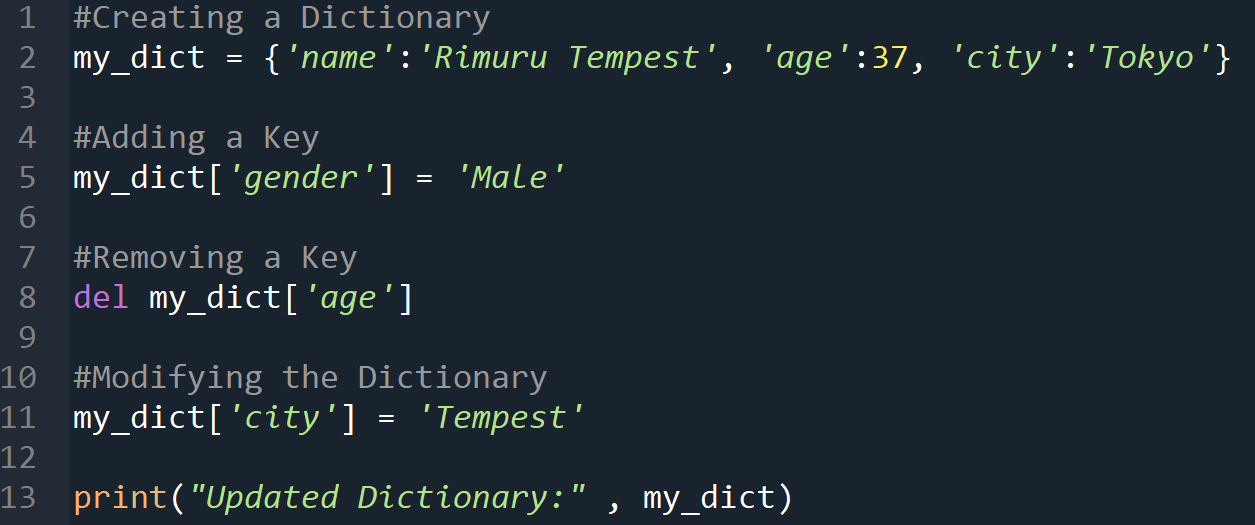 1 #Creating a Dictionary
2 my_dict = {'name':'Rimuru Tempest', 'age':37, 'city':'Tokyo'}
3
4 #Adding a Key
5 my_dict['gender'] = 'Male'
6
7 #Removing a Key
8 del my_dict['age']
9
10 #Modifying the Dictionary
11 my_dict['city'] = 'Tempest'
12
13 print("Updated Dictionary:" , my_dict)